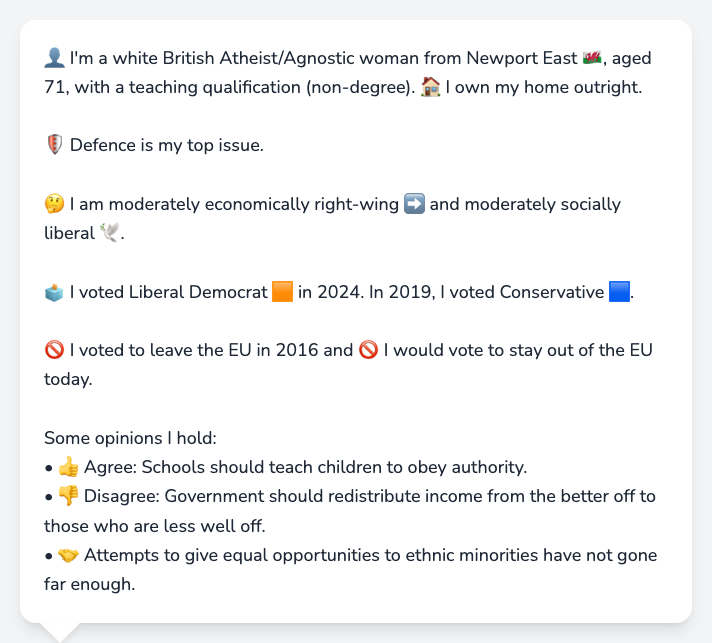 👤 I'm a white British Atheist/Agnostic woman from Newport East 🏴󠁧󠁢󠁷󠁬󠁳󠁿, aged
71, with a teaching qualification (non-degree). 🏠 I own my home outright.
🛡️ Defence is my top issue.
🤔 I am moderately economically right-wing ➡️ and moderately socially
liberal 🕊️.
🗳️ I voted Liberal Democrat 🟧 in 2024. In 2019, I voted Conservative 🟦.
🚫 I voted to leave the EU in 2016 and 🚫 I would vote to stay out of the EU
today.
Some opinions I hold:
• 👍 Agree: Schools should teach children to obey authority.
• 👎 Disagree: Government should redistribute income from the better off to
those who are less well off.
• 🤝 Attempts to give equal opportunities to ethnic minorities have not gone
far enough.